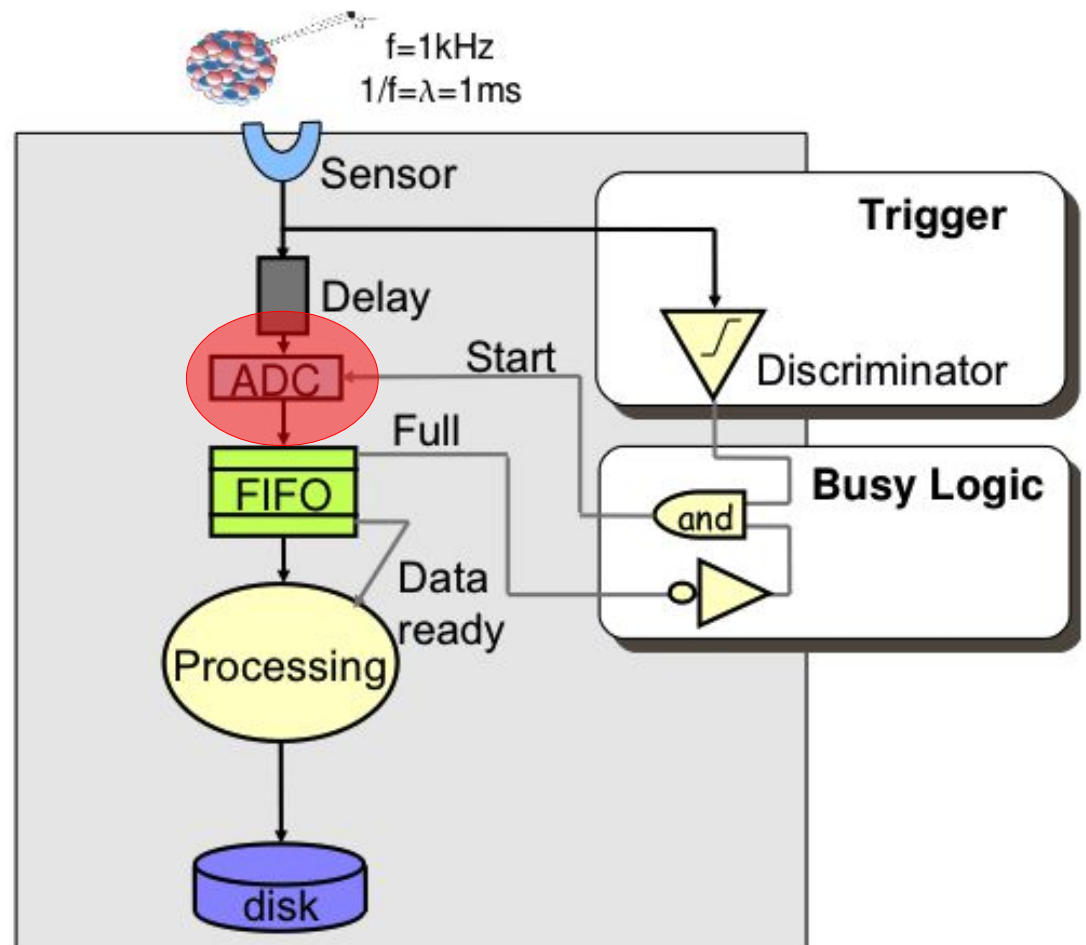 f=1kHz
1/f=λ=1ms
Sensor
Trigger
Delay
Start
ADC
Discriminator
Full
Busy Logic
FIFO
and
Data
ready
Processing
disk